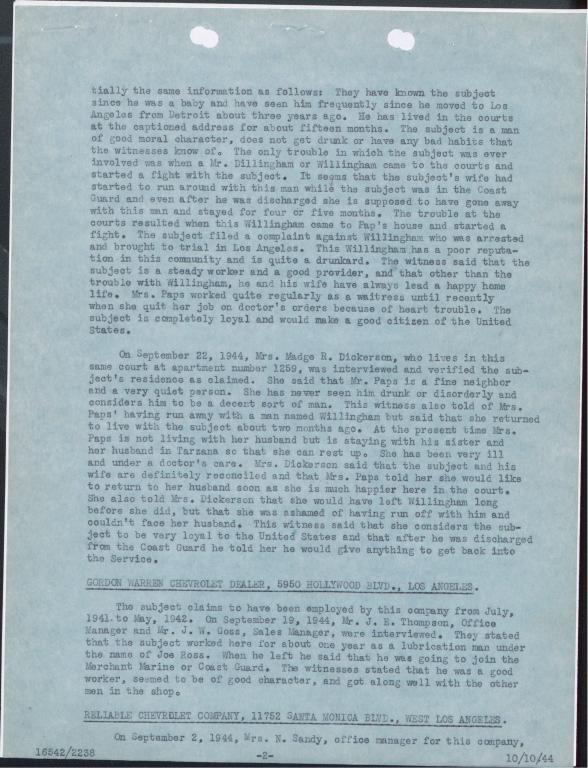 tially the same information as follows: They have known the subject
since he was a baby and have seen him frequently since he moved to Los
Angeles from Detroit about three years ago. He has lived in the courts
at the captioned address for about fifteen months. The subject is a man
of good moral character, does not get drunk or have any bad habits that
the witnesses know of. The only trouble in which the subject was ever
involved was when a Mr. Dillingham or Willingham came to the courts and
started a fight with the subject. It seems that the subject's wife had
started to run around with this man while the subject was in the Coast
Guard and even after he was discharged she is supposed to have gone away
with this man and stayed for four or five months. The trouble at the
courts resulted when this Willingham came to Pap's house and started a
fight. The subject filed a complaint against Willingham who was arrested
and brought to trial in Los Angeles. This Willingham has a poor reputa-
tion in this community and is quite a drunkard. The witness said that the
subject is a steady worker and a good provider, and that other than the
trouble with Willingham, he and his wife have always lead a happy home
life. Mrs. Paps worked quite regularly as a waitress until recently
when she quit her job on doctor's orders because of heart trouble. The
subject is completely loyal and would make a good citizen of the United
States.
On September 22, 1944, Mrs. Madge R. Dickerson, who lives in this
same court at apartment number 1259, was interviewed and verified the sub-
ject's residence as claimed. She said that Mr. Paps is a fine neighbor
and a very quiet person. She has never seen him drunk or disorderly and
considers him to be a decent sort of man. This witness also told of Mrs.
Paps' having run away with a man named Willingham but said that she returned
to live with the subject about two months ago. At the present time Mrs.
Paps is not living with her husband but is staying with his sister and
her husband in Tarzana so that she can rest up. She has been very ill
and under a doctor's care. Mrs. Dickerson said that the subject and his
wife are definitely reconciled and that Mrs. Paps told her she would like
to return to her husband soon as she is much happier here in the court.
She also told Mrs. Dickerson that she would have left Willingham long
before she did, but that she was ashamed of having run off with him and
couldn't face her husband. This witness said that she considers the sub-
ject to be very loyal to the United States and that after he was discharged
from the Coast Guard he told her he would give anything to get back into
the Service.
GORDON WARREN CHEVROLET DEALER, 5950 HOLLYWOOD BLVD., LOS ANGELES.
The subject claims to have been employed by this company from July,
1941 to May, 1942. On September 19, 1944, Mr. J. E. Thompson, Office
Manager and Mr. J. W. Goss, Sales Manager, were interviewed. They stated
that the subject worked here for about one year as a lubrication man under
the name of Joe Ross. When he left he said that he was going to join the
Merchant Marine or Coast Guard. The witnesses stated that he was a good
worker, seemed to be of good character, and got along well with the other
men in the shop.
RELIABLE CHEVROLET COMPANY, 11752 SANTA MONICA BLVD., WEST LOS ANGELES.
On September 2, 1944, Mrs. N. Sandy, office manager for this company,
16542/2238
-2-
10/10/44